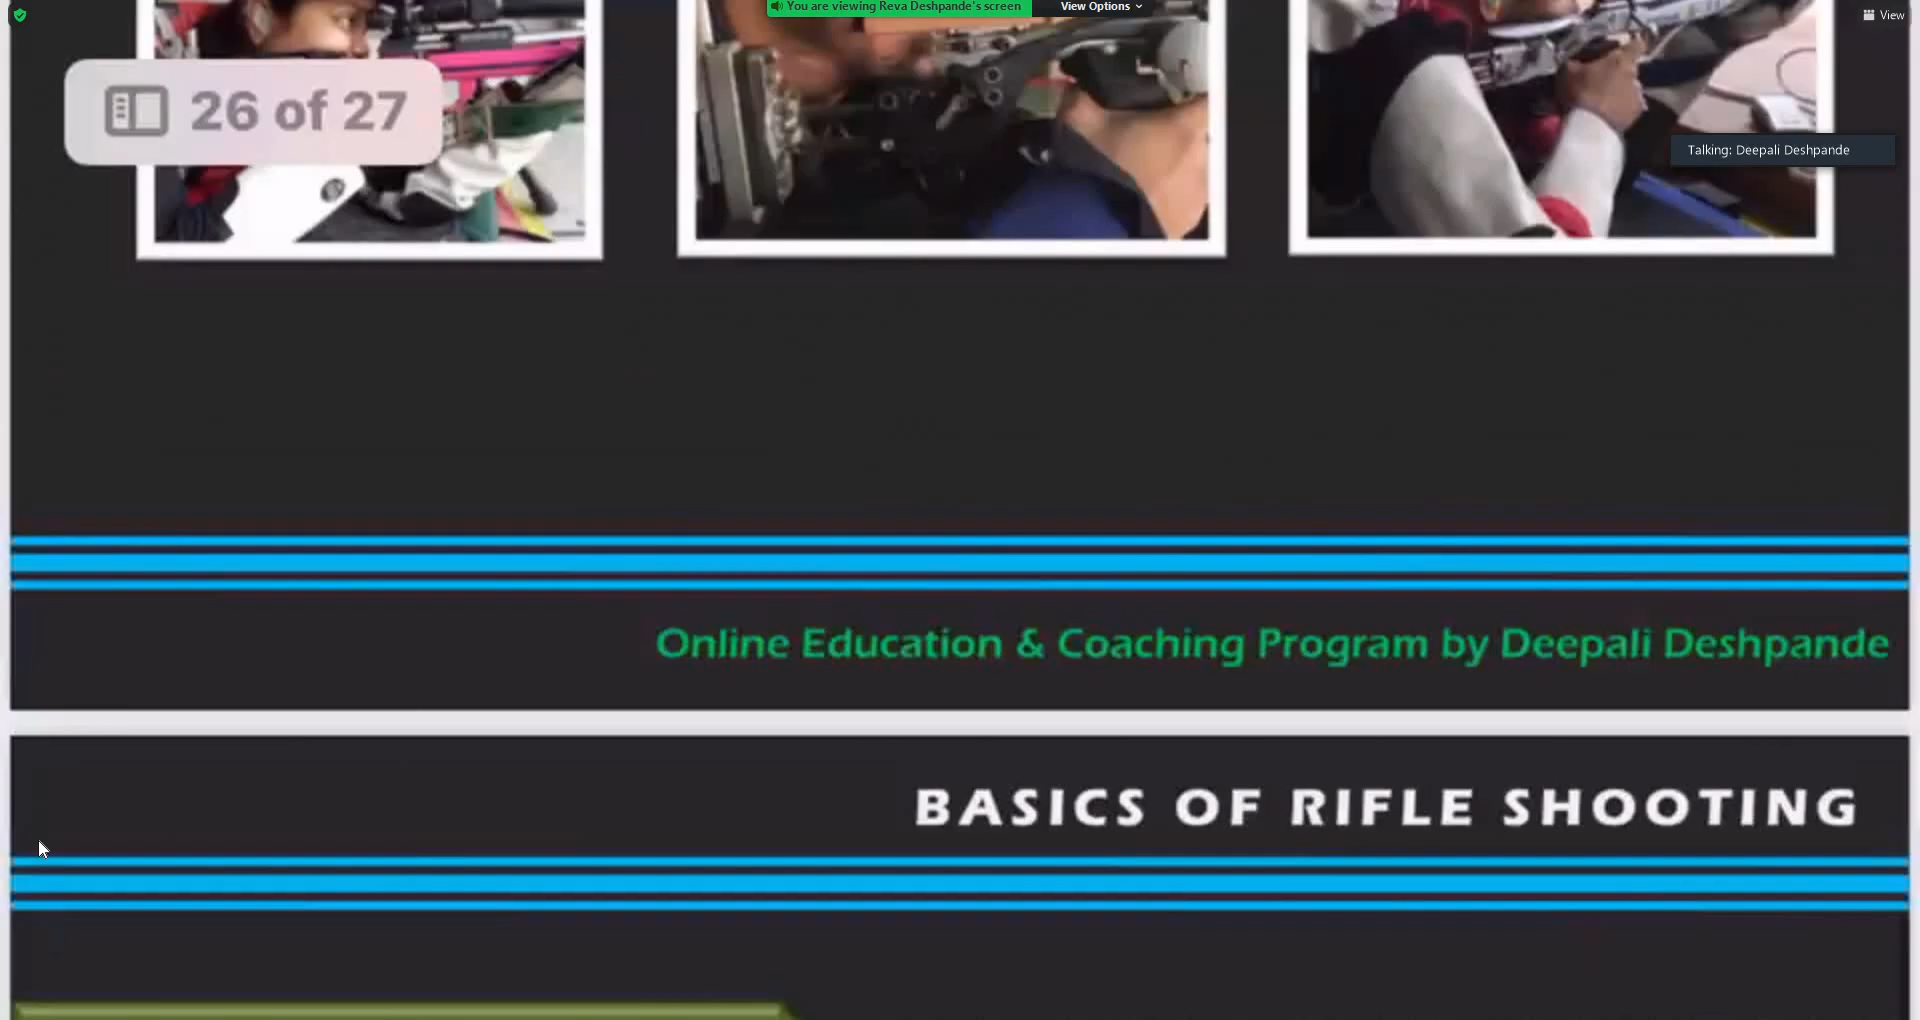 You are viewing Reva Deshpande's screen
View Options
View
26 of 27
Talking: Deepali Deshpande
Online Education & Coaching Program by Deepali Deshpande
BASICS OF RIFLE SHOOTING